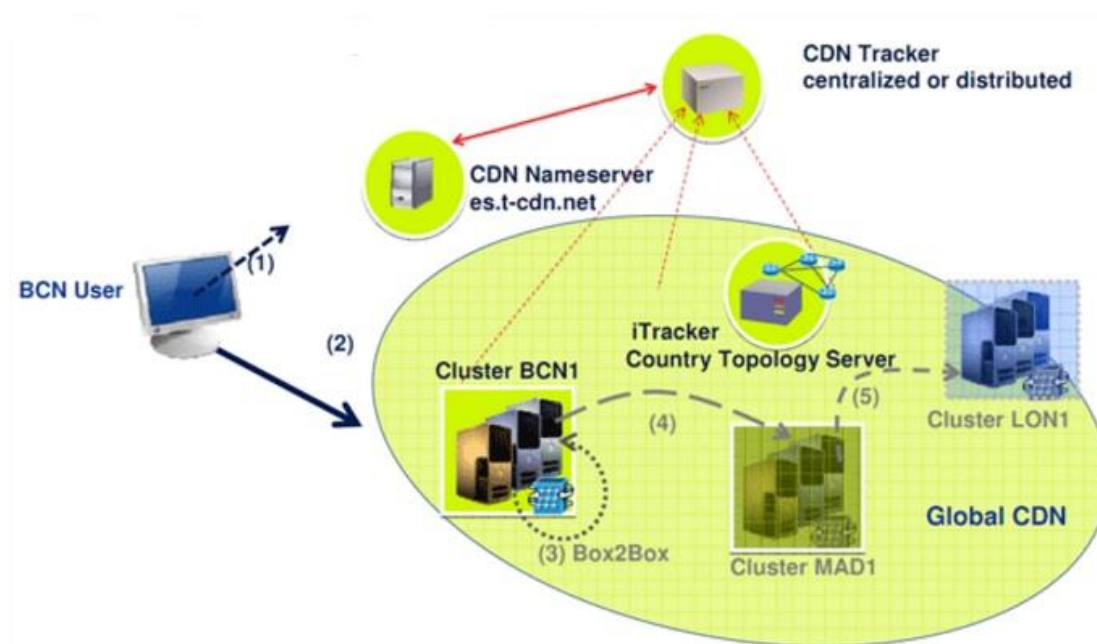 CDN Tracker
centralized or distributed
CDN Nameserver
es.t-cdn.net
(1)
BCN User
(2)
iTracker
Country Topology Server
Cluster BCN1
(4)
(5)
Cluster LON1
Global CDN
(3) Box2Box
Cluster MAD1